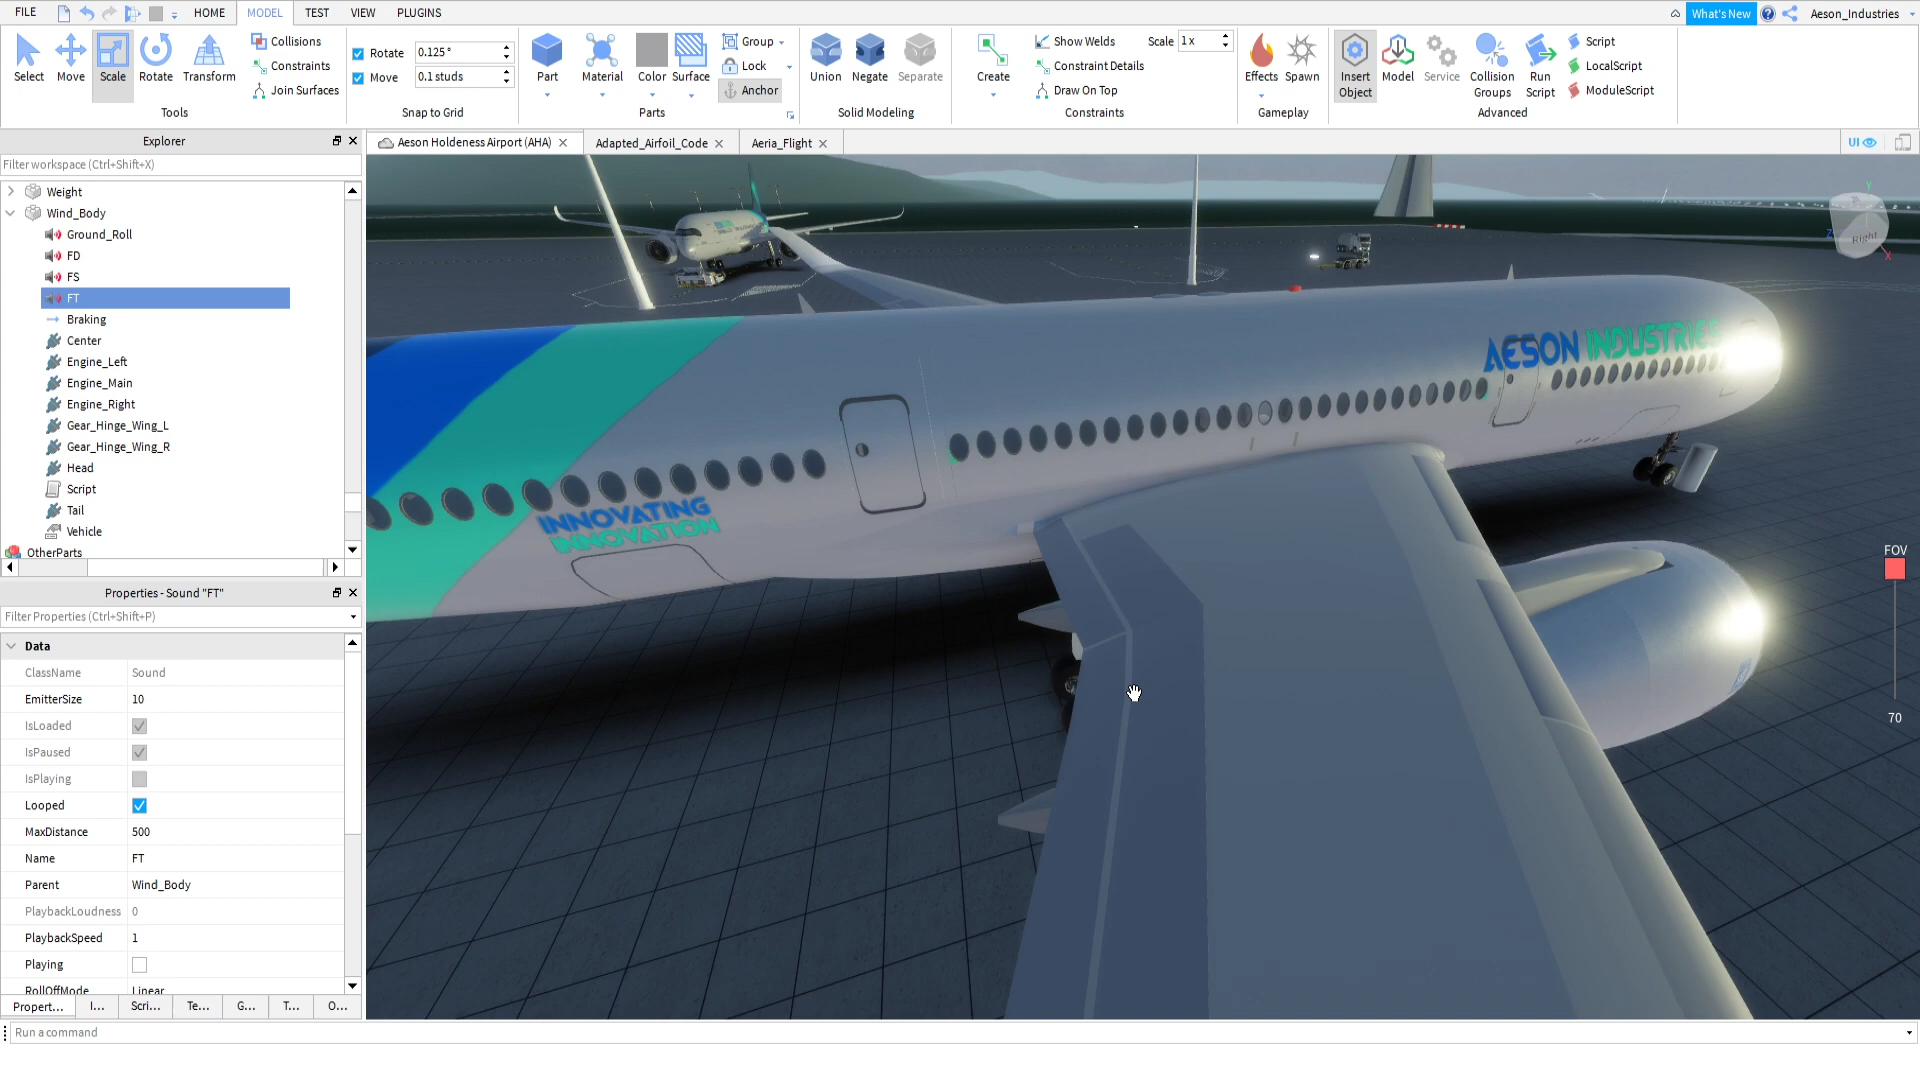 FILE HOME MODEL TEST VIEW PLUGINS What's New Aeson_Industries
Select Move Scale Rotate Transform
Collisions
Constraints
Join Surfaces
Tools
Rotate 0.125 °
Move 0.1 studs
Snap to Grid
Part Material Color Surface
Group
Lock
Anchor
Parts
Union Negate Separate
Solid Modeling
Create
Show Welds Scale 1 x
Constraint Details
Draw On Top
Constraints
Effects Spawn
Gameplay
Insert Object Model Service Collision Groups Run Script
Script
LocalScript
ModuleScript
Advanced
Explorer
Filter workspace (Ctrl+Shift+X)
Weight
Wind_Body
Ground_Roll
FD
FS
FT
Braking
Center
Engine_Left
Engine_Main
Engine_Right
Gear_Hinge_Wing_L
Gear_Hinge_Wing_R
Head
Script
Tail
Vehicle
OtherParts
Properties - Sound "FT"
Filter Properties (Ctrl+Shift+P)
Data
ClassName Sound
EmitterSize 10
IsLoaded
IsPaused
IsPlaying
Looped
MaxDistance 500
Name FT
Parent Wind_Body
PlaybackLoudness 0
PlaybackSpeed 1
Playing
RollOffMode Linear
Propert... I... Scri... Te... G... T... O...
Run a command
Aeson Holdeness Airport (AHA) Adapted_Airfoil_Code Aeria_Flight UI
Y
Z
Right
X
AESON INDUSTRIES
INNOVATING
INNOVATION
FOV
70